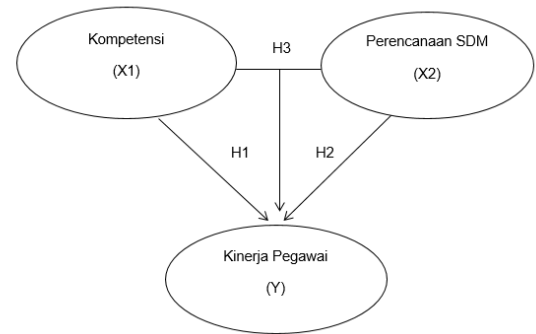 Kompetensi
(X1)
H3
Perencanaan SDM
(X2)
H1
H2
Kinerja Pegawai
(Y)